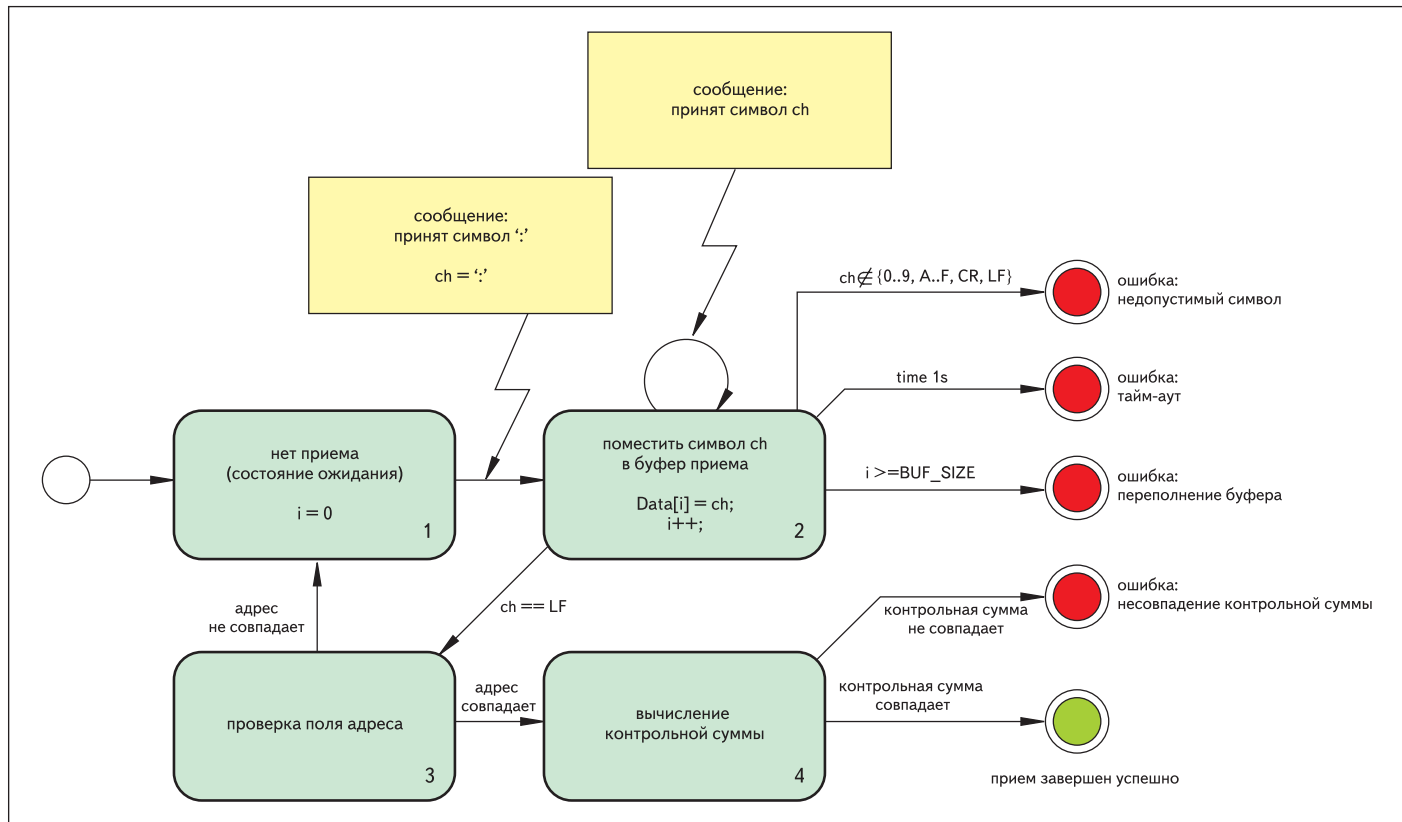 сообщение:
принят символ ch
сообщение:
принят символ ‘:’
ch = ‘:’
ch∉ {0..9, A..F, CR, LF}
ошибка:
недопустимый символ
time 1s
ошибка:
тайм-аут
нет приема
(состояние ожидания)
i = 0
1
поместить символ ch
в буфер приема
Data[i] = ch;
i++;
2
i >=BUF_SIZE
ошибка:
переполнение буфера
адрес
не совпадает
ch == LF
контрольная сумма
не совпадает
ошибка:
несовпадение контрольной суммы
проверка поля адреса
3
адрес
совпадает
вычисление
контрольной суммы
4
контрольная сумма
совпадает
прием завершен успешно